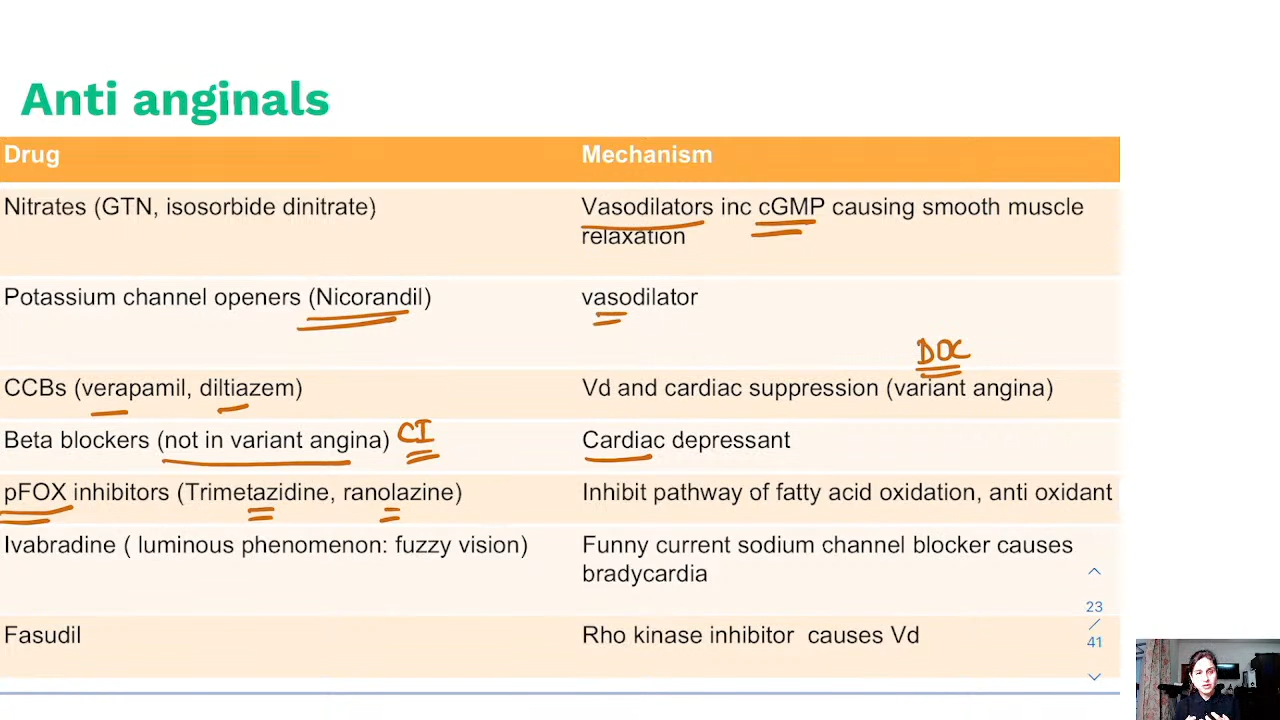 Anti anginals
Drug Mechanism
Nitrates (GTN, isosorbide dinitrate) Vasodilators inc cGMP causing smooth muscle
relaxation
Potassium channel openers (Nicorandil) vasodilator
DOC
CCBs (verapamil, diltiazem) Vd and cardiac suppression (variant angina)
Beta blockers (not in variant angina) CI Cardiac depressant
pFOX inhibitors (Trimetazidine, ranolazine) Inhibit pathway of fatty acid oxidation, anti oxidant
Ivabradine ( luminous phenomenon: fuzzy vision) Funny current sodium channel blocker causes
bradycardia
23
/
41
Fasudil Rho kinase inhibitor causes Vd